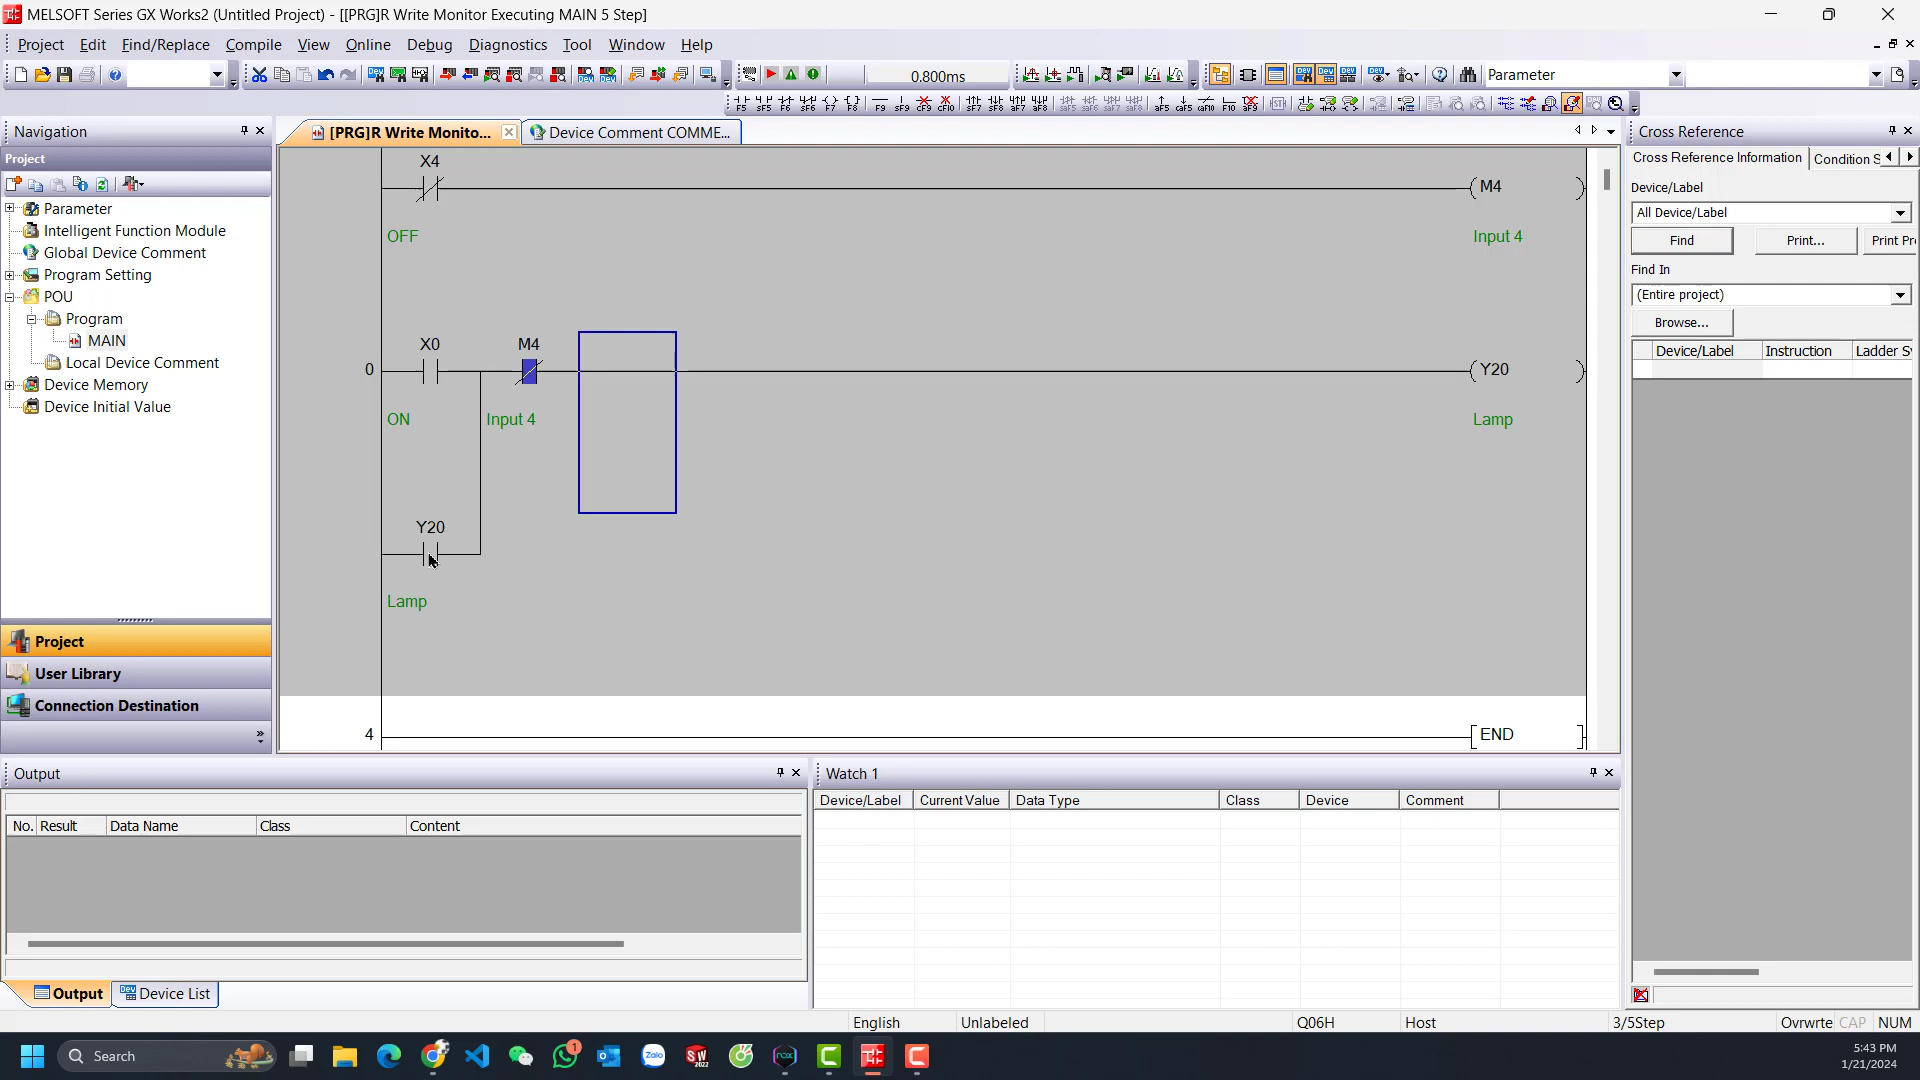 MELSOFT Series GX Works2 (Untitled Project) - [[PRG]R Write Monitor Executing MAIN 5 Step]
Project Edit Find/Replace Compile View Online Debug Diagnostics Tool Window Help
0.800ms
Parameter
Navigation
Project
Parameter
Intelligent Function Module
Global Device Comment
Program Setting
POU
Program
MAIN
Local Device Comment
Device Memory
Device Initial Value
Project
User Library
Connection Destination
[PRG]R Write Monito...
Device Comment COMME...
X4
M4
OFF
Input 4
X0
M4
0
Y20
ON
Input 4
Lamp
Y20
Lamp
4
END
Cross Reference
Cross Reference Information
Condition S
Device/Label
All Device/Label
Find
Print...
Print Pr
Find In
(Entire project)
Browse...
Device/Label Instruction Ladder S
Output
No. Result Data Name Class Content
Output
Device List
Watch 1
Device/Label Current Value Data Type Class Device Comment
English Unlabeled Q06H Host 3/5Step Ovrwrte CAP NUM
Search
5:43 PM
1/21/2024